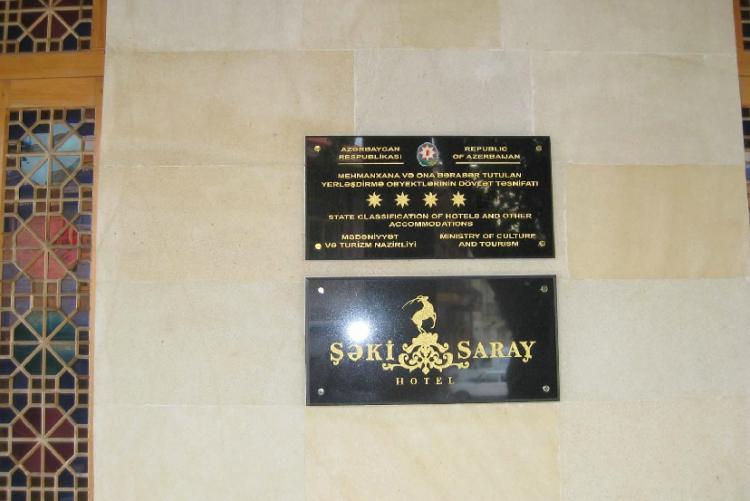 AZƏRBAYCAN RESPUBLİKASI
REPUBLIC OF AZERBAIJAN
MEHMANXANA VƏ ONA BƏRABƏR TUTULAN
YERLƏŞDİRMƏ OBYEKTLƏRİNİN DÖVLƏT TƏSNİFATI
STATE CLASSIFICATION OF HOTELS AND OTHER
ACCOMMODATIONS
MƏDƏNİYYƏT
VƏ TURİZM NAZİRLİYİ
MINISTRY OF CULTURE
AND TOURISM
ŞƏKİ SARAY
HOTEL